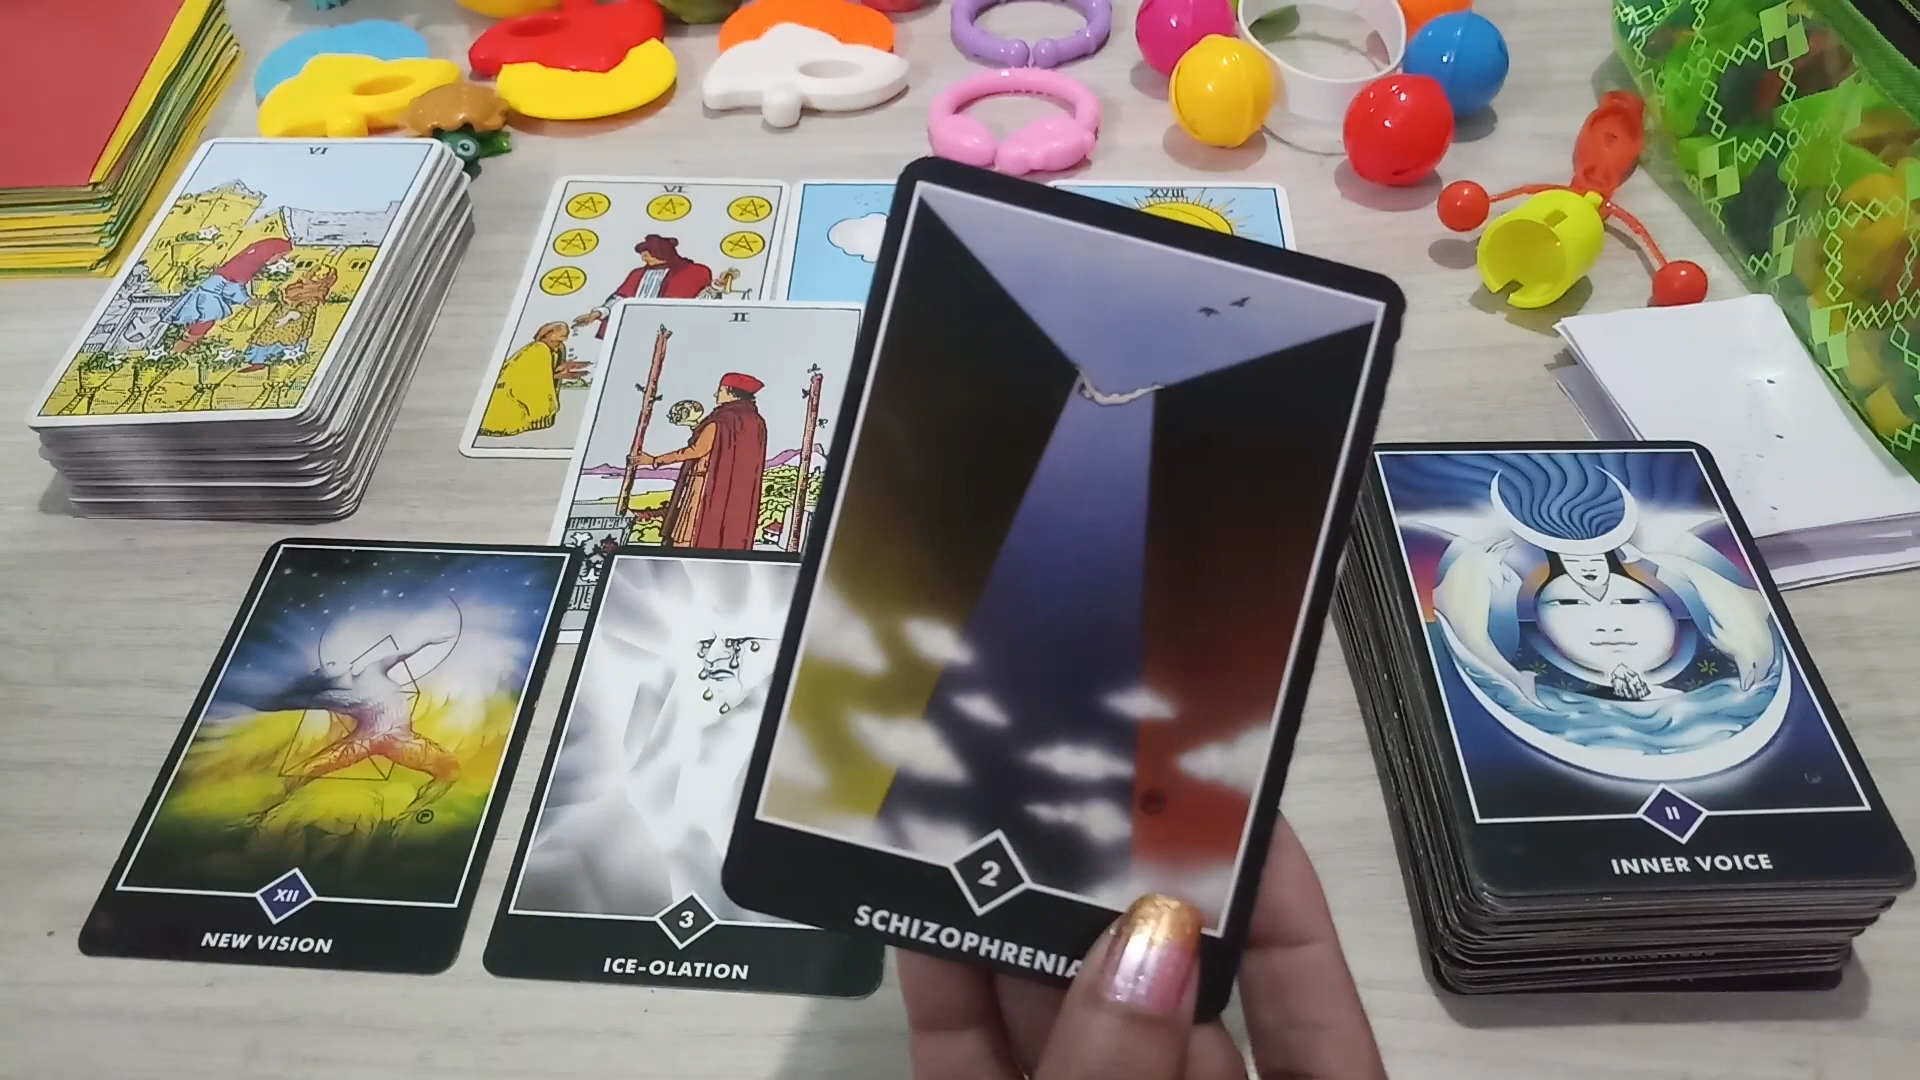 VI
VI
XVIII
II
2
SCHIZOPHRENIA
II
INNER VOICE
XII
NEW VISION
3
ICE-OLATION